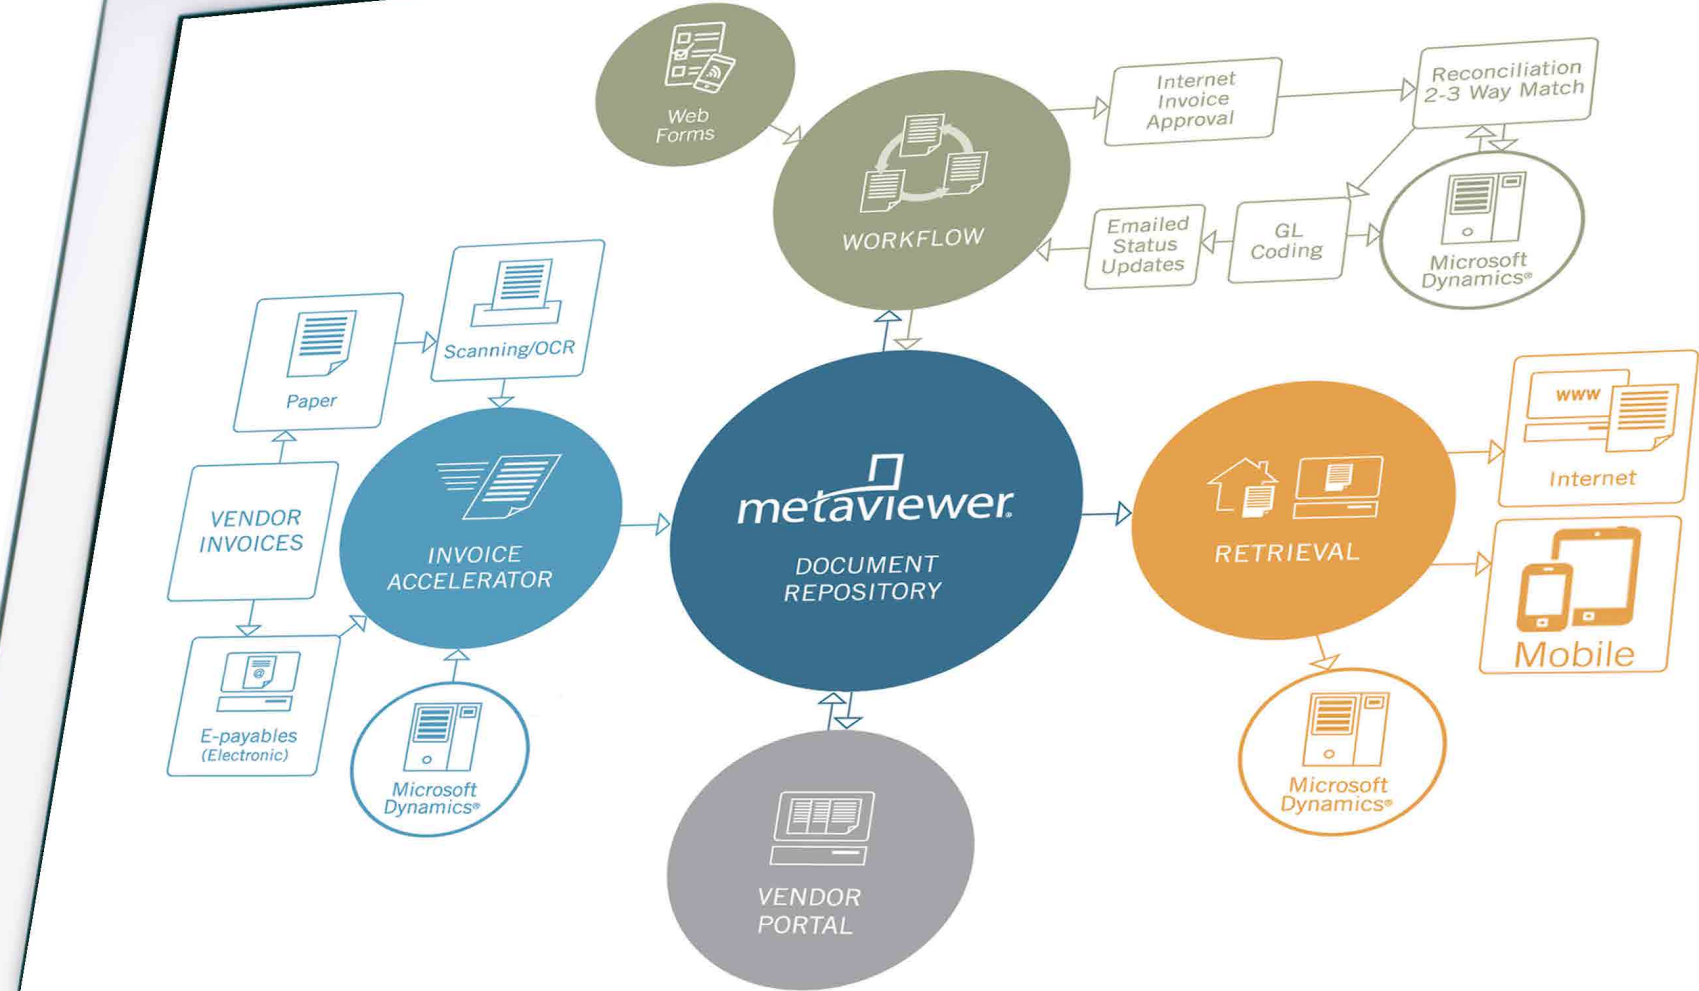 Web
Forms
WORKFLOW
Internet
Invoice
Approval
Reconciliation
2-3 Way Match
Emailed
Status
Updates
GL
Coding
Microsoft
Dynamics®
Scanning/OCR
Paper
VENDOR
INVOICES
INVOICE
ACCELERATOR
E-payables
(Electronic)
Microsoft
Dynamics®
metaviewer®
DOCUMENT
REPOSITORY
RETRIEVAL
www
Internet
Mobile
Microsoft
Dynamics®
VENDOR
PORTAL
@